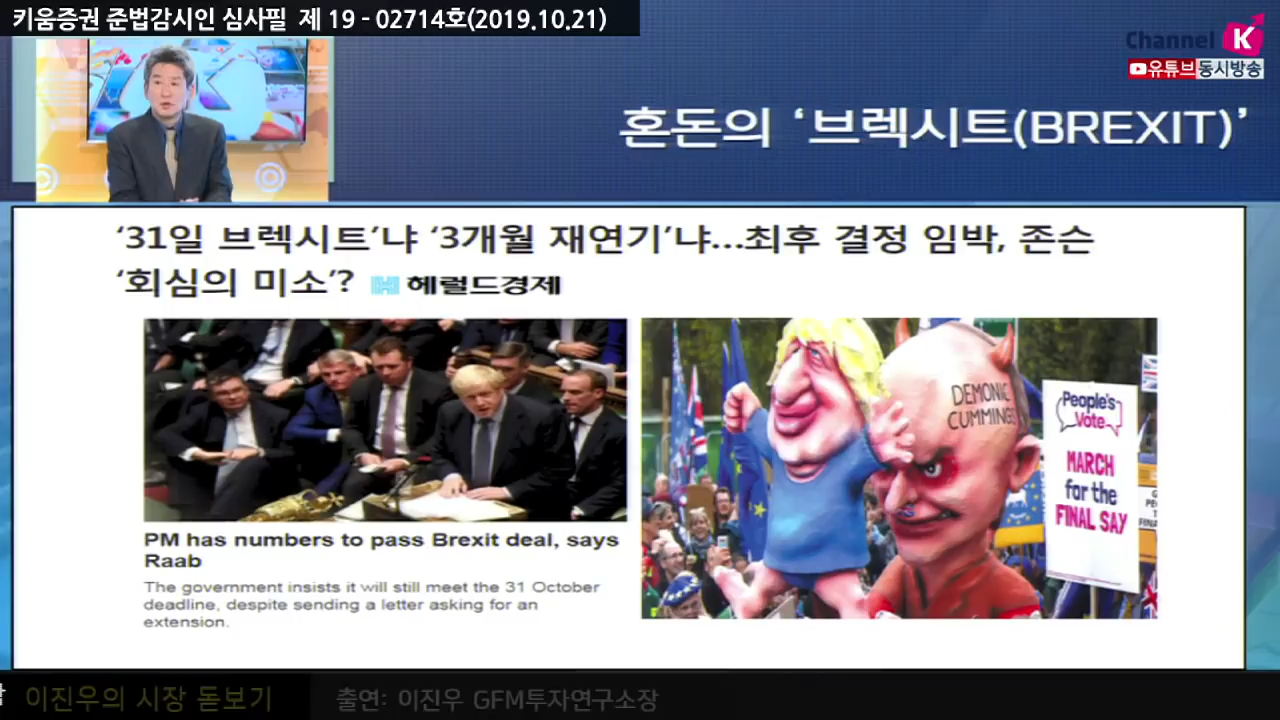 키움증권 준법감시인 심사필 제 19 - 02714호(2019.10.21)
Channel K
유튜브 동시방송
혼돈의 ‘브렉시트(BREXIT)’
‘31일 브렉시트’냐 ‘3개월 재연기’냐...최후 결정 임박, 존슨
‘회심의 미소’? 헤럴드경제
DEMONIC
CUMMINGS
People's
Vote
MARCH
for the
FINAL SAY
PM has numbers to pass Brexit deal, says
Raab
The government insists it will still meet the 31 October
deadline, despite sending a letter asking for an
extension.
이진우의 시장 돋보기
출연: 이진우 GFM투자연구소장